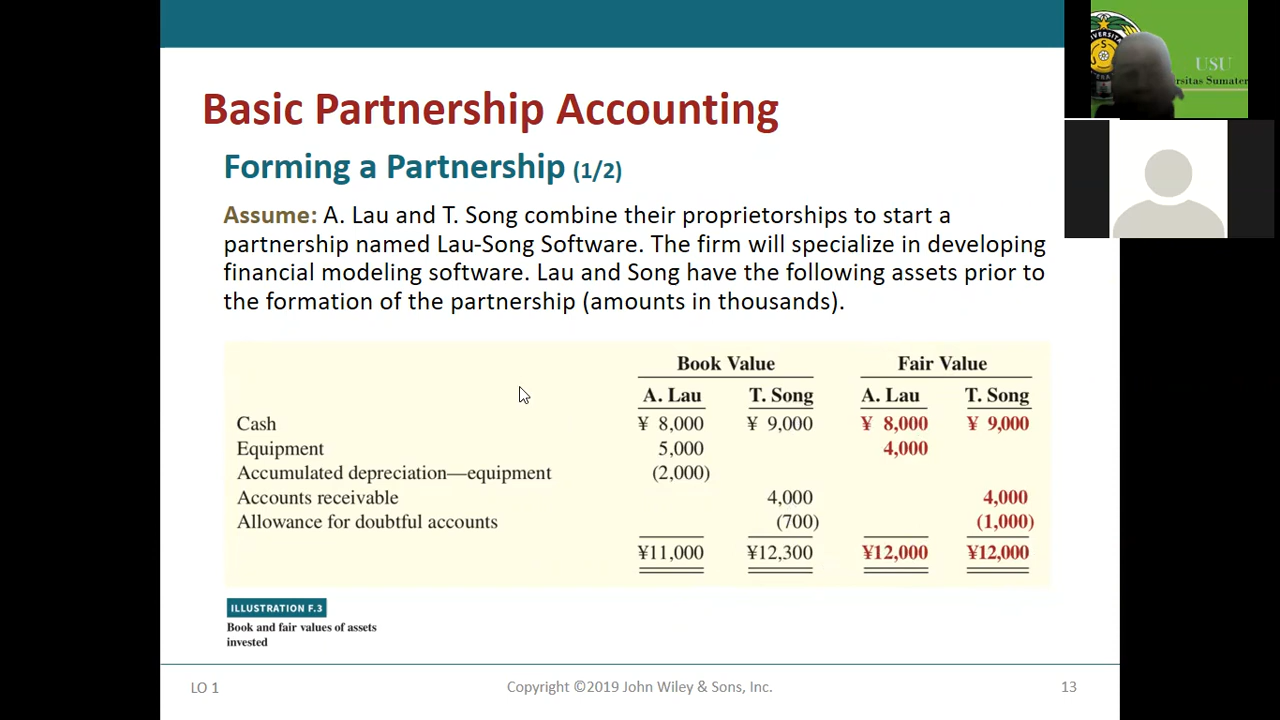 Basic Partnership Accounting
Forming a Partnership (1/2)
Assume: A. Lau and T. Song combine their proprietorships to start a
partnership named Lau-Song Software. The firm will specialize in developing
financial modeling software. Lau and Song have the following assets prior to
the formation of the partnership (amounts in thousands).
Book Value Fair Value
A. Lau T. Song A. Lau T. Song
Cash ¥ 8,000 ¥ 9,000 ¥ 8,000 ¥ 9,000
Equipment 5,000 4,000
Accumulated depreciation—equipment (2,000)
Accounts receivable 4,000 4,000
Allowance for doubtful accounts (700) (1,000)
¥11,000 ¥12,300 ¥12,000 ¥12,000
ILLUSTRATION F.3
Book and fair values of assets
invested
LO 1
Copyright ©2019 John Wiley & Sons, Inc.
13
USU